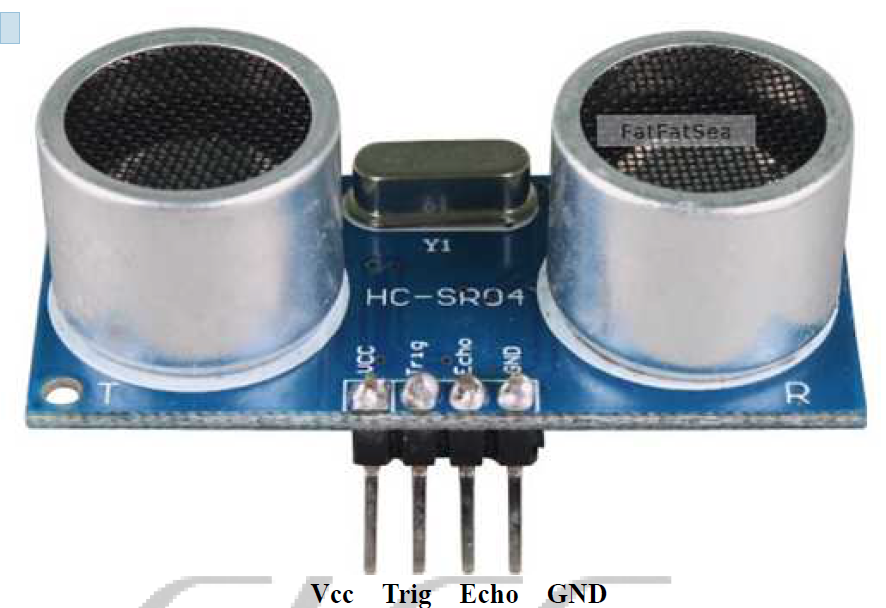 FatFatSea
Y1
HC-SR04
VCC Trig Echo GND
T R
Vcc Trig Echo GND